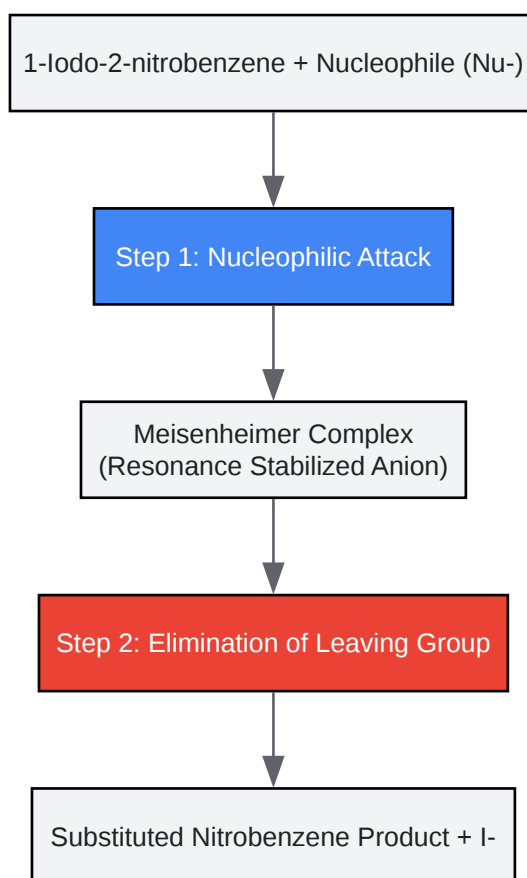 1-Iodo-2-nitrobenzene + Nucleophile (Nu-)
Step 1: Nucleophilic Attack
Meisenheimer Complex
(Resonance Stabilized Anion)
Step 2: Elimination of Leaving Group
Substituted Nitrobenzene Product + I-